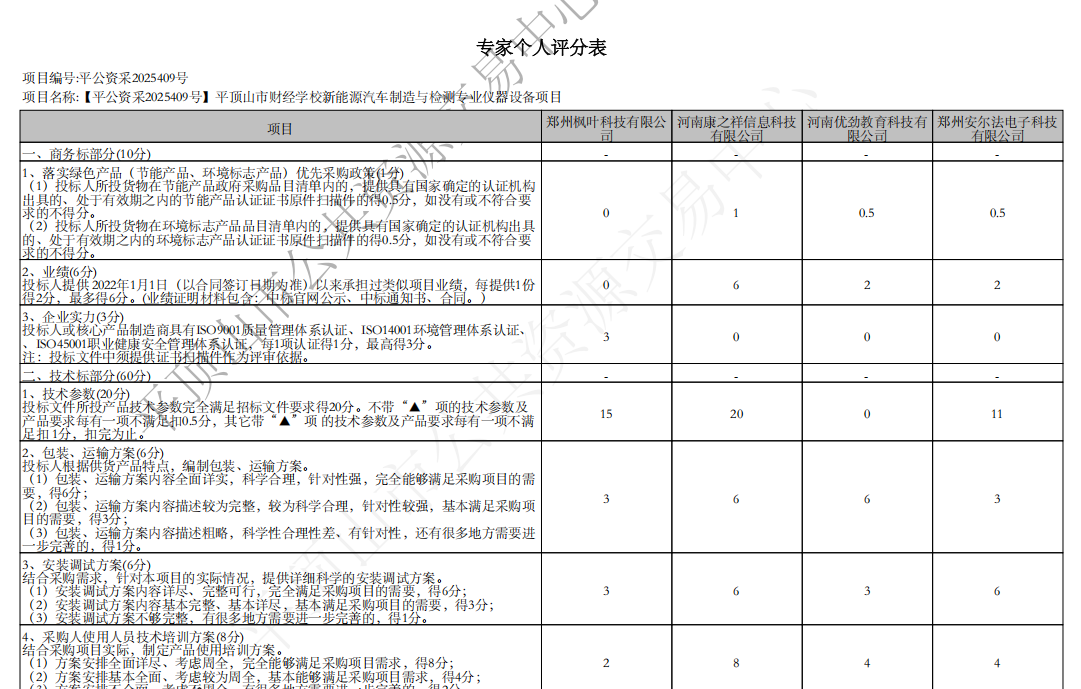 专家个人评分表
项目编号:平公资采2025409号
项目名称:【平公资采2025409号】平顶山市财经学校新能源汽车制造与检测专业仪器设备项目
项目 郑州枫叶科技有限公司 河南康之祥信息科技有限公司 河南优劲教育科技有限公司 郑州安尔法电子科技有限公司
一、商务标部分(10分) - - - -
1、落实绿色产品（节能产品、环境标志产品）优先采购政策(1分)
（1）投标人所投货物在节能产品政府采购品目清单内的，提供具有国家确定的认证机构
出具的、处于有效期之内的节能产品认证证书原件扫描件的得0.5分，如没有或不符合要
求的不得分。
（2）投标人所投货物在环境标志产品品目清单内的，提供具有国家确定的认证机构出具
的、处于有效期之内的环境标志产品认证证书原件扫描件的得0.5分，如没有或不符合要
求的不得分。
0 1 0.5 0.5
2、业绩(6分)
投标人提供 2022年1月1日（以合同签订日期为准）以来承担过类似项目业绩，每提供1份
得2分，最多得6分。(业绩证明材料包含：中标官网公示、中标通知书、合同。)
0 6 2 2
3、企业实力(3分)
投标人或核心产品制造商具有ISO9001质量管理体系认证、ISO14001环境管理体系认证、
、ISO45001职业健康安全管理体系认证，每1项认证得1分，最高得3分。
注：投标文件中须提供证书扫描件作为评审依据。
3 0 0 0
二、技术标部分(60分) - - - -
1、技术参数(20分)
投标文件所投产品技术参数完全满足招标文件要求得20分。不带“▲”项的技术参数及
产品要求每有一项不满足扣0.5分，其它带“▲”项 的技术参数及产品要求每有一项不满
足扣 1分，扣完为止。
15 20 0 11
2、包装、运输方案(6分)
投标人根据供货产品特点，编制包装、运输方案。
（1）包装、运输方案内容全面详实，科学合理，针对性强，完全能够满足采购项目的需
要，得6分；
（2）包装、运输方案内容描述较为完整，较为科学合理，针对性较强，基本满足采购项
目的需要，得3分；
（3）包装、运输方案内容描述粗略，科学性合理性差、有针对性，还有很多地方需要进
一步完善的，得1分。
3 6 6 3
3、安装调试方案(6分)
结合采购需求，针对本项目的实际情况，提供详细科学的安装调试方案。
（1）安装调试方案内容详尽、完整可行，完全满足采购项目的需要，得6分；
（2）安装调试方案内容基本完整、基本详尽，基本满足采购项目的需要，得3分；
（3）安装调试方案不够完整，有很多地方需要进一步完善的，得1分。
3 6 3 6
4、采购人使用人员技术培训方案(8分)
结合采购项目实际，制定产品使用培训方案。
（1）方案安排全面详尽、考虑周全，完全能够满足采购项目需求，得8分；
（2）方案安排基本全面、考虑较为周全，基本能够满足采购项目需求，得4分；
2 8 4 4
平顶山市公共资源交易中心
平顶山市公共资源交易中心